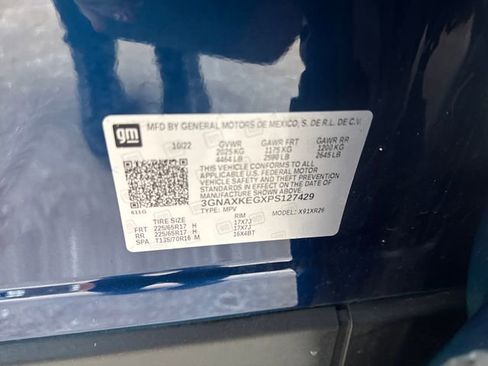 gm
MFD BY GENERAL MOTORS DE MEXICO, S. DE R.L. DE C.V.
10/22 GVWR GAWR FRT GAWR RR
2025 KG 1175 KG 1200 KG
4464 LB 2590 LB 2645 LB
THIS VEHICLE CONFORMS TO ALL
APPLICABLE U.S. FEDERAL MOTOR
VEHICLE SAFETY STANDARDS IN
EFFECT ON THE DATE OF
MANUFACTURE SHOWN ABOVE.
3GNAXKEGXPS127429
TYPE: MPV MODEL: X91XR26
TIRE SIZE RIM
FRT 225/65R17 H 17X7J
RR 225/65R17 H 17X7J
SPA T135/70R16 M 16X4BT